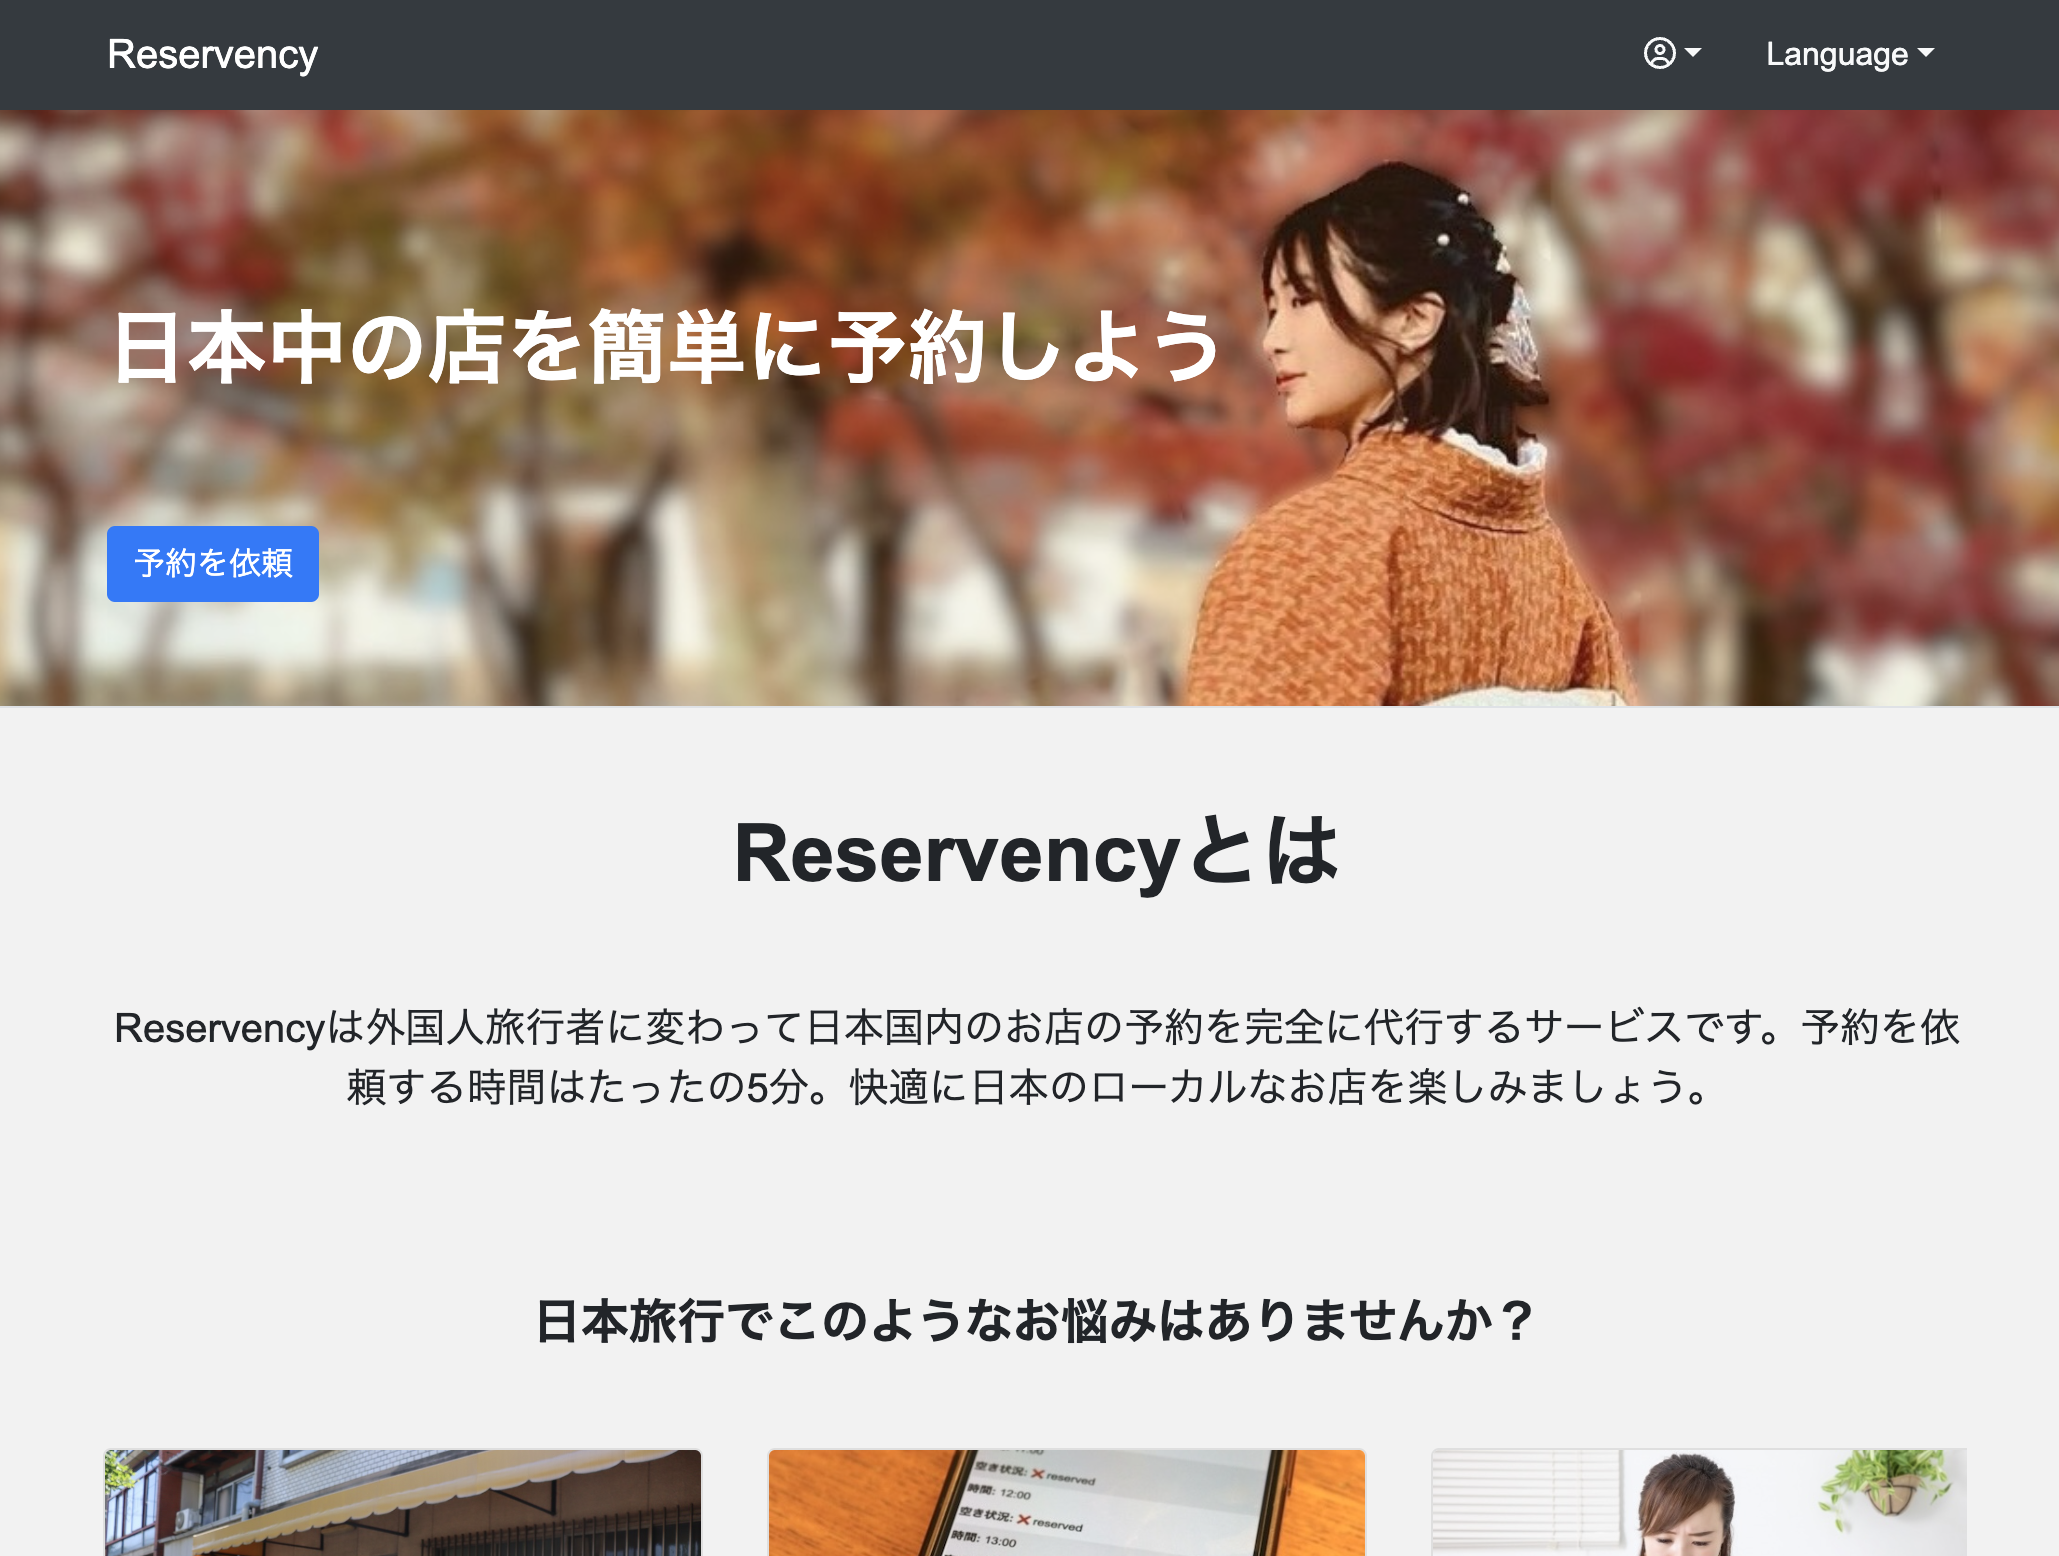 Reservency
Language
日本中の店を簡単に予約しよう
予約を依頼
Reservencyとは
Reservencyは外国人旅行者に変わって日本国内のお店の予約を完全に代行するサービスです。予約を依
頼する時間はたったの5分。快適に日本のローカルなお店を楽しみましょう。
日本旅行でこのようなお悩みはありませんか？
空き状況: ❌ reserved
時間: 12:00
空き状況: ❌ reserved
時間: 13:00